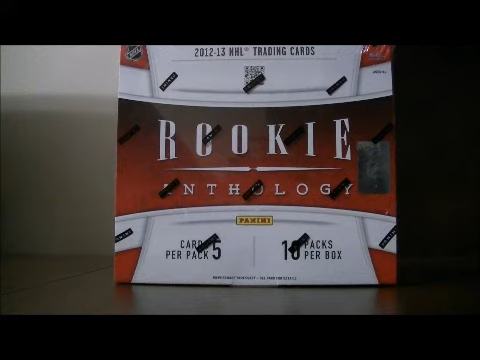 2012-13 NHL® TRADING CARDS
ROOKIE
ANTHOLOGY
PANINI
CARDS 5 10 PACKS
PER PACK PER BOX